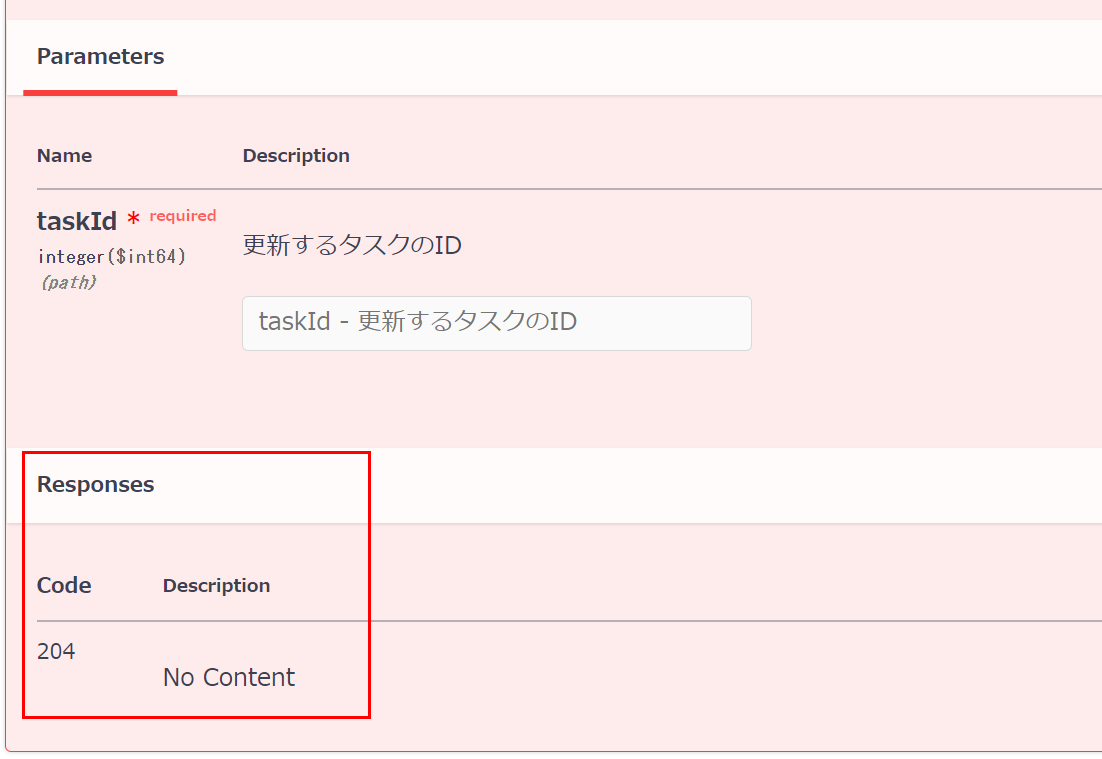 Parameters
Name Description
taskId * required
integer($int64)
(path)
更新するタスクのID
taskId - 更新するタスクのID
Responses
Code Description
204
No Content